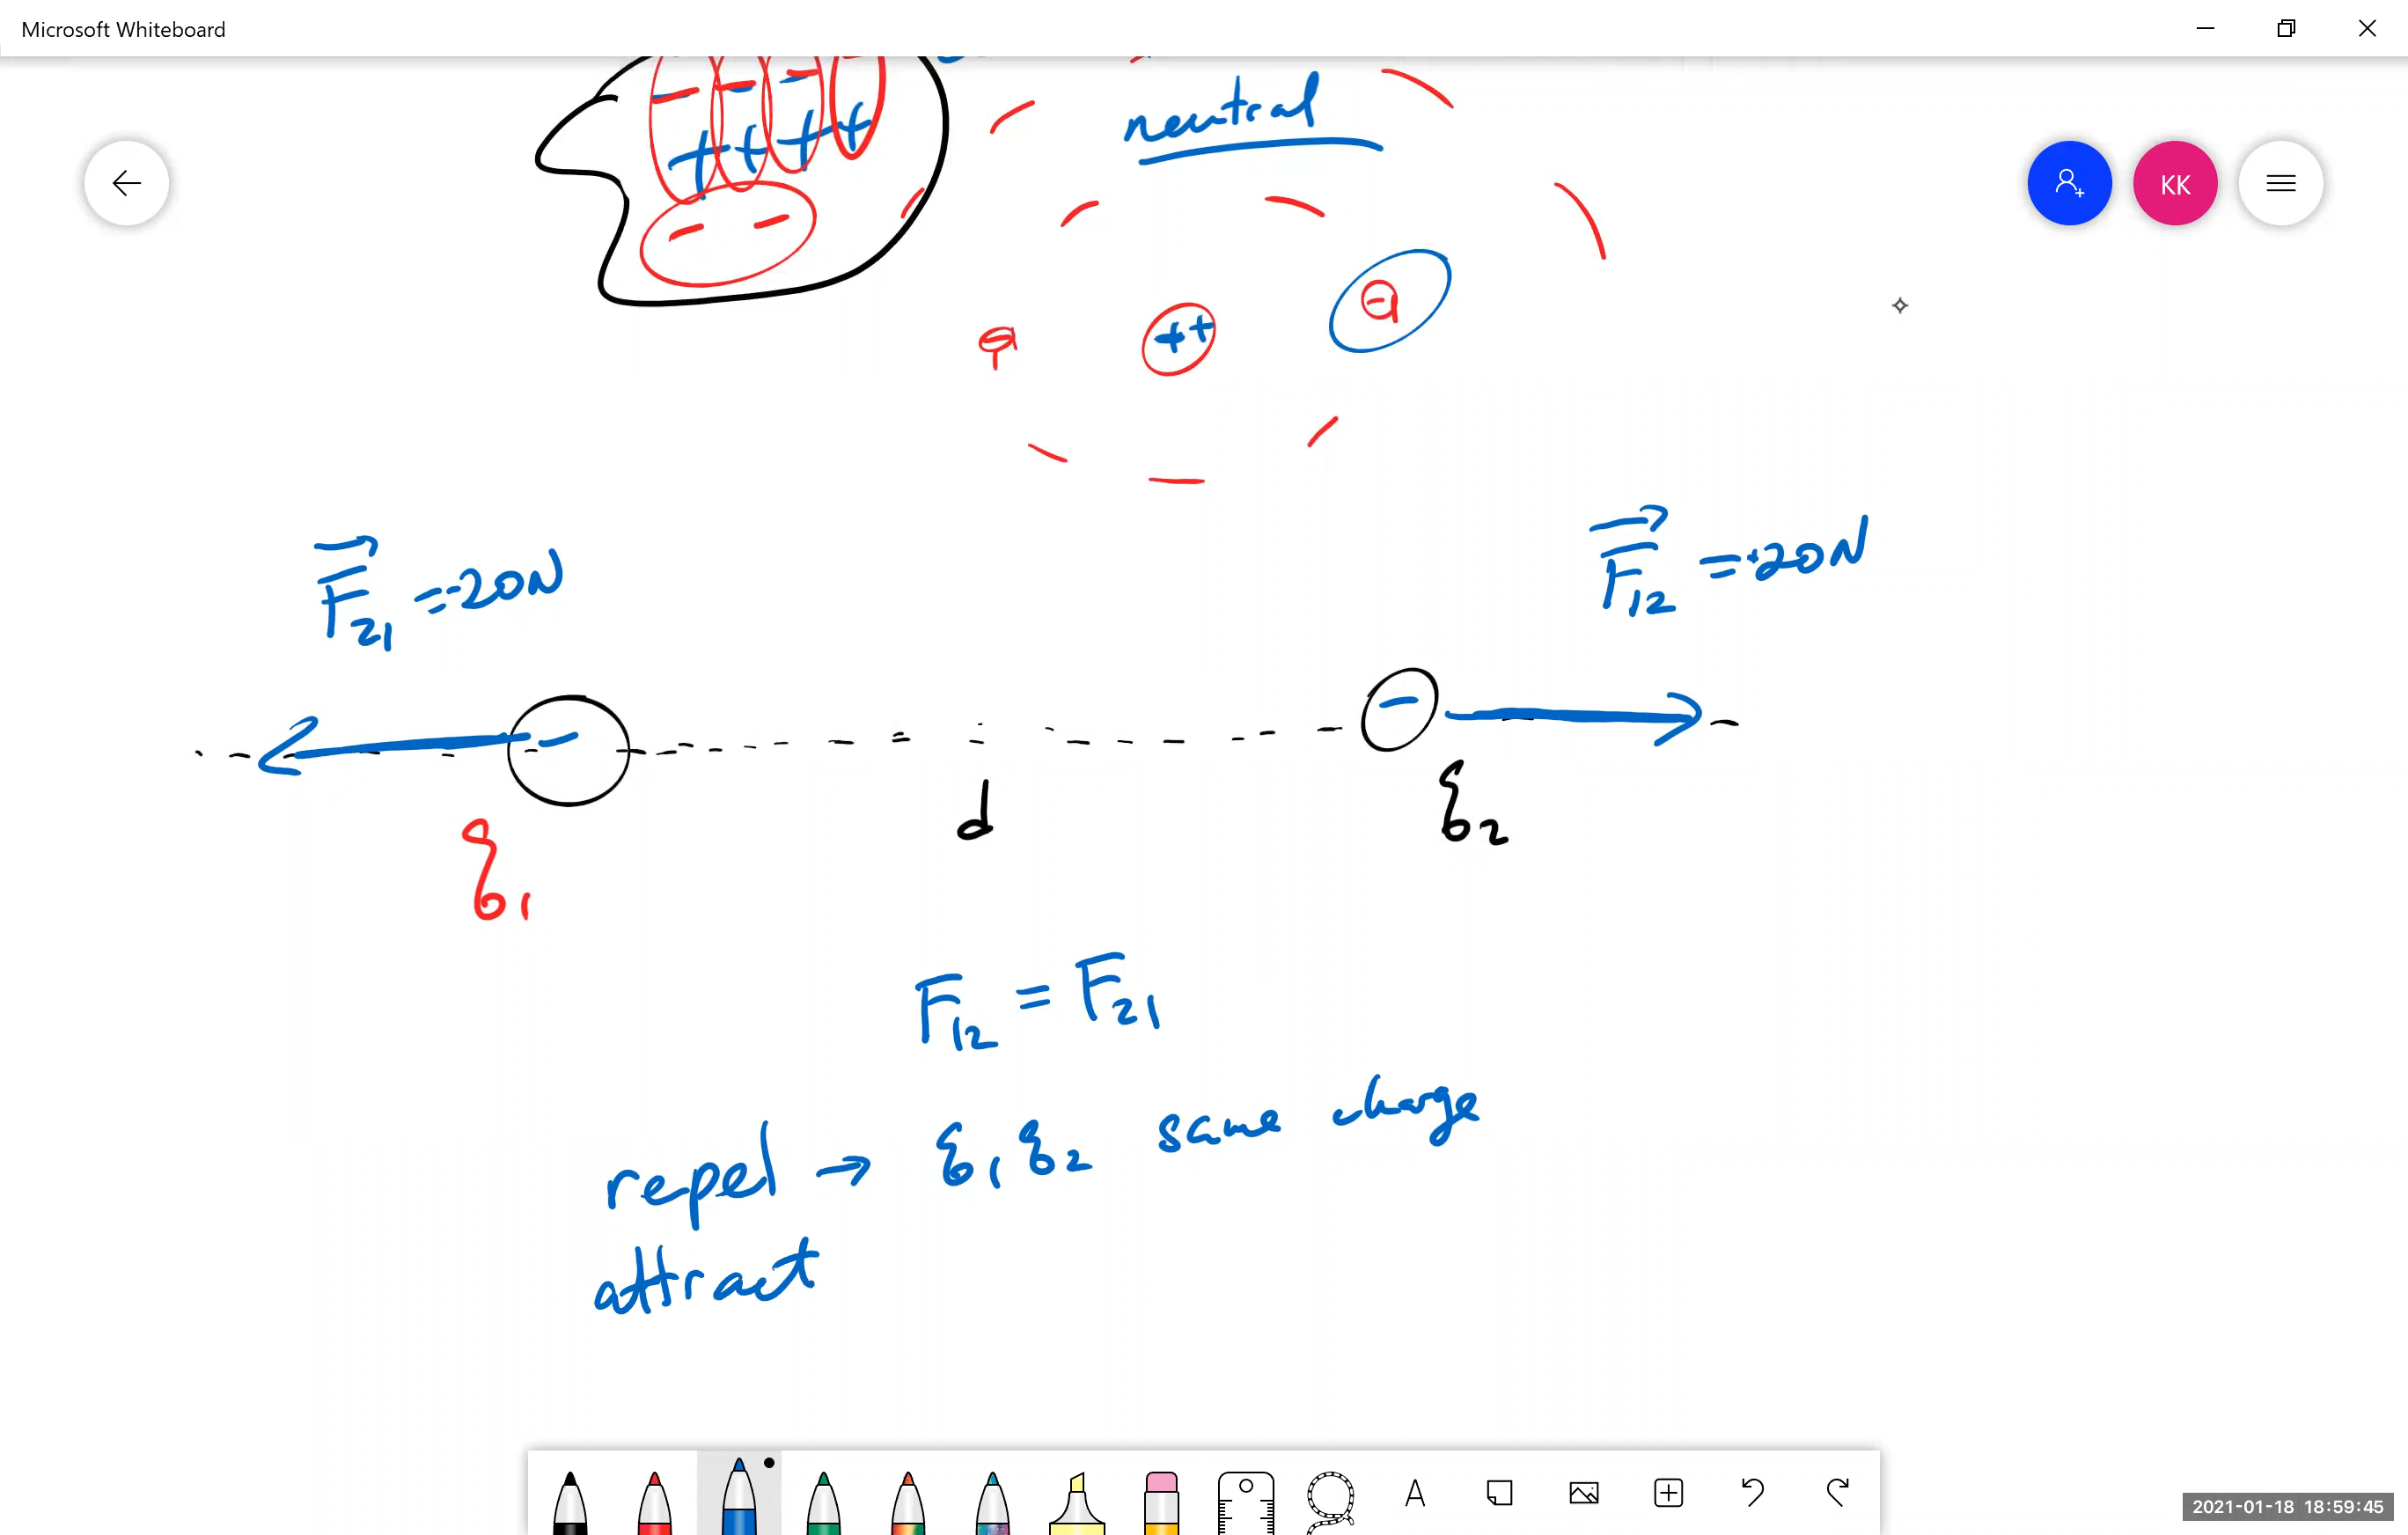 Microsoft Whiteboard
neutral
KK
- - - -
+ + + +
- -
++
F⃗₂₁ = -20N
F⃗₁₂ = +20N
- -
d
q₁
q₂
F₁₂ = F₂₁
repel → q₁ q₂ same charge
attract
A
2021-01-18 18:59:45